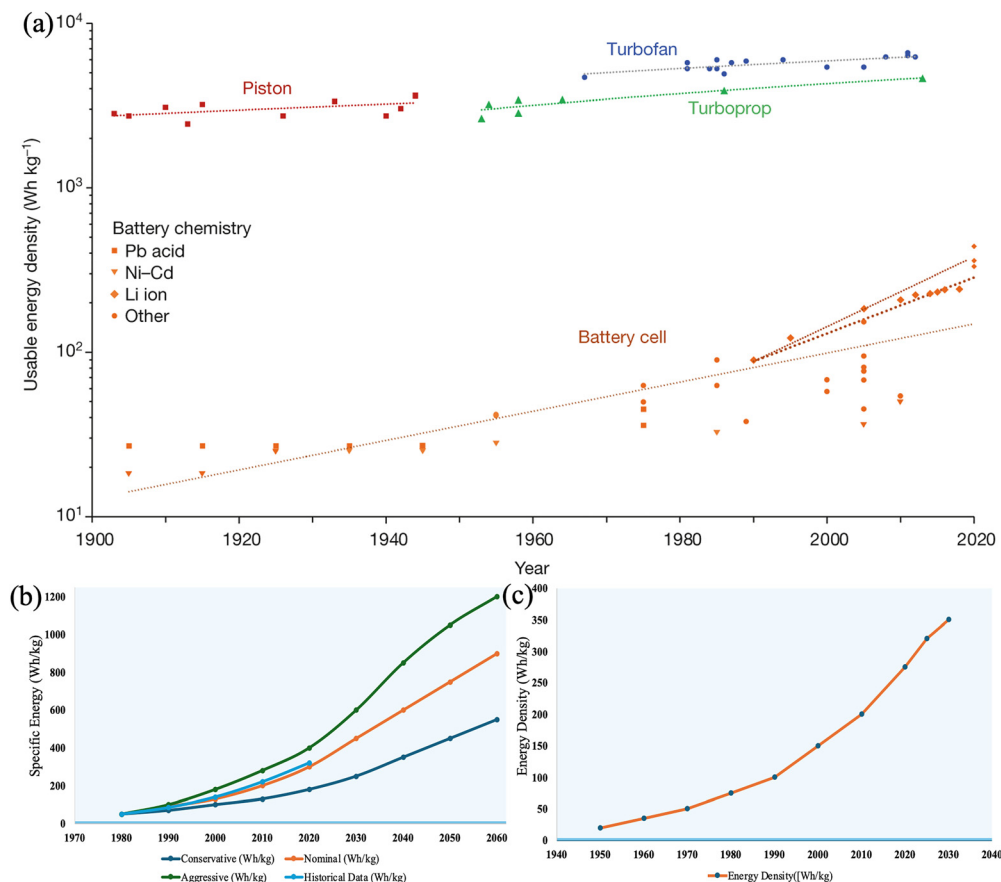 (a)
10⁴
Turbofan
Piston
Turboprop
Usable energy density (Wh kg⁻¹)
10³
Battery chemistry
Pb acid
Ni–Cd
Li ion
Other
Battery cell
10²
10¹
1900
1920
1940
1960
1980
2000
2020
Year
(b)
Specific Energy (Wh/kg)
1200
1000
800
600
400
200
0
1970
1980
1990
2000
2010
2020
2030
2040
2050
2060
Conservative (Wh/kg)
Nominal (Wh/kg)
Aggressive (Wh/kg)
Historical Data (Wh/kg)
(c)
Energy Density (Wh/kg)
400
350
300
250
200
150
100
50
0
1940
1950
1960
1970
1980
1990
2000
2010
2020
2030
2040
Energy Density([Wh/kg)